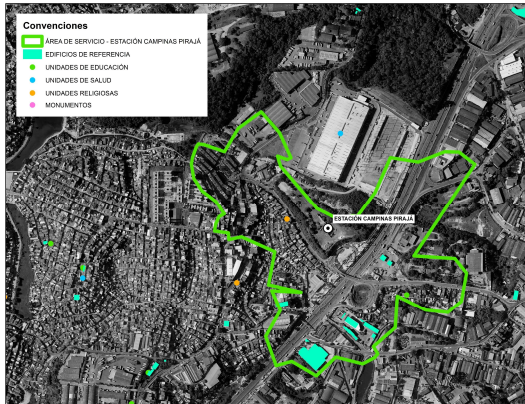 Convenciones
ÁREA DE SERVICIO - ESTACIÓN CAMPINAS PIRAJÁ
EDIFICIOS DE REFERENCIA
UNIDADES DE EDUCACIÓN
UNIDADES DE SALUD
UNIDADES RELIGIOSAS
MONUMENTOS
ESTACIÓN CAMPINAS PIRAJÁ